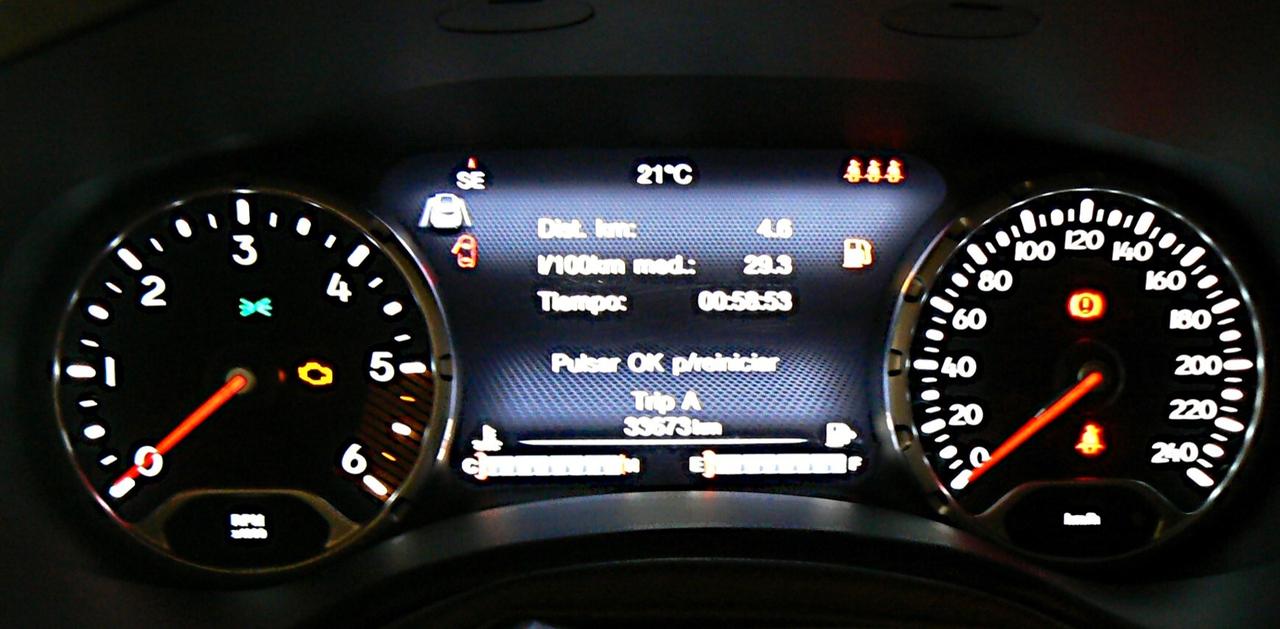 SE 21°C
Dist. km: 4.6
l/100km med.: 29.3
Tiempo: 00:58:53
Pulsar OK p/reiniciar
Trip A
33673km
C H E F
0 1 2 3 4 5 6
RPM
0 20 40 60 80 100 120 140 160 180 200 220 240
km/h